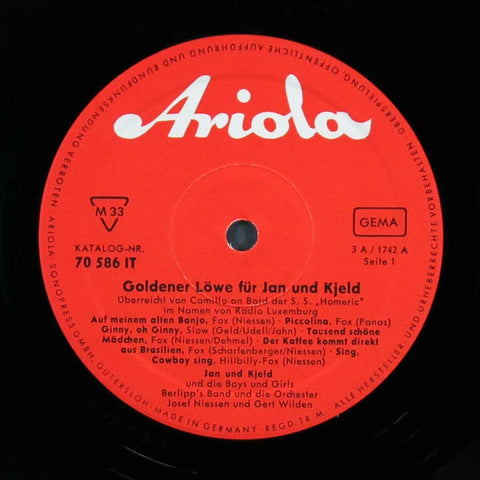 Ariola
M 33
KATALOG-NR.
70 586 IT
GEMA
3 A / 1742 A
Seite 1
Goldener Löwe für Jan und Kjeld
Überreicht von Camillo an Bord der S. S. „Homeric"
im Namen von Radio Luxemburg
Auf meinem alten Banjo, Fox (Niessen) • Piccolina, Fox (Panas)
Ginny, oh Ginny, Slow (Geld/Udell/Jahn) • Tausend schöne
Mädchen, Fox (Niessen/Dehmel) • Der Kaffee kommt direkt
aus Brasilien, Fox (Scharfenberger/Niessen) • Sing,
Cowboy sing, Hillbilly-Fox (Niessen)
Jan und Kjeld
und die Boys und Girls
Berlipp's Band und die Orchester
Josef Niessen und Gert Wilden
ARIOLA-SONOPRESS GMBH. GÜTERSLOH • MADE IN GERMANY REGD. TR. M. • ALLE HERSTELLER- UND URHEBERRECHTE VORBEHALTEN. ÜBERSPIELUNG, ÖFFENTLICHE AUFFÜHRUNG UND RUNDFUNKSENDUNG VERBOTEN.